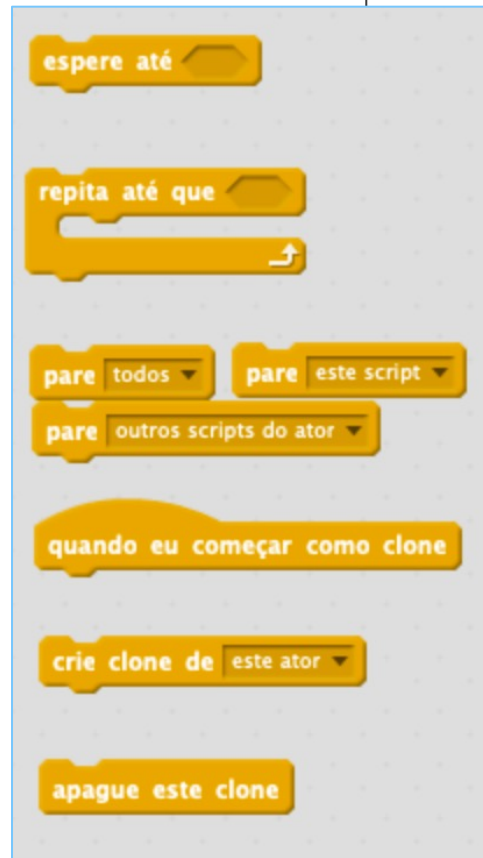 espere até
repita até que
pare todos pare este script
pare outros scripts do ator
quando eu começar como clone
crie clone de este ator
apague este clone